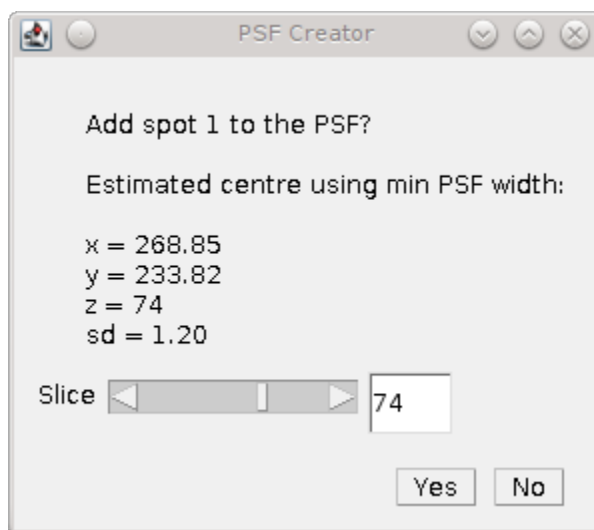 PSF Creator
Add spot 1 to the PSF?
Estimated centre using min PSF width:
x = 268.85
y = 233.82
z = 74
sd = 1.20
Slice 74
Yes No